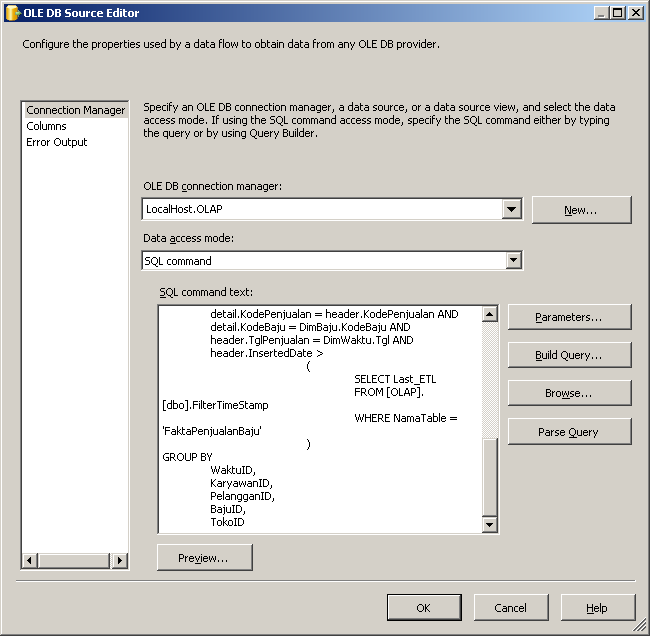 OLE DB Source Editor
Configure the properties used by a data flow to obtain data from any OLE DB provider.
Connection Manager
Columns
Error Output
Specify an OLE DB connection manager, a data source, or a data source view, and select the data
access mode. If using the SQL command access mode, specify the SQL command either by typing
the query or by using Query Builder.
OLE DB connection manager:
LocalHost.OLAP
New...
Data access mode:
SQL command
SQL command text:
detail.KodePenjualan = header.KodePenjualan AND
detail.KodeBaju = DimBaju.KodeBaju AND
header.TglPenjualan = DimWaktu.Tgl AND
header.InsertedDate >
(
SELECT Last_ETL
FROM [OLAP].
[dbo].FilterTimeStamp
WHERE NamaTable =
'FaktaPenjualanBaju'
)
GROUP BY
WaktuID,
KaryawanID,
PelangganID,
BajuID,
TokoID
Parameters...
Build Query...
Browse...
Parse Query
Preview...
OK
Cancel
Help